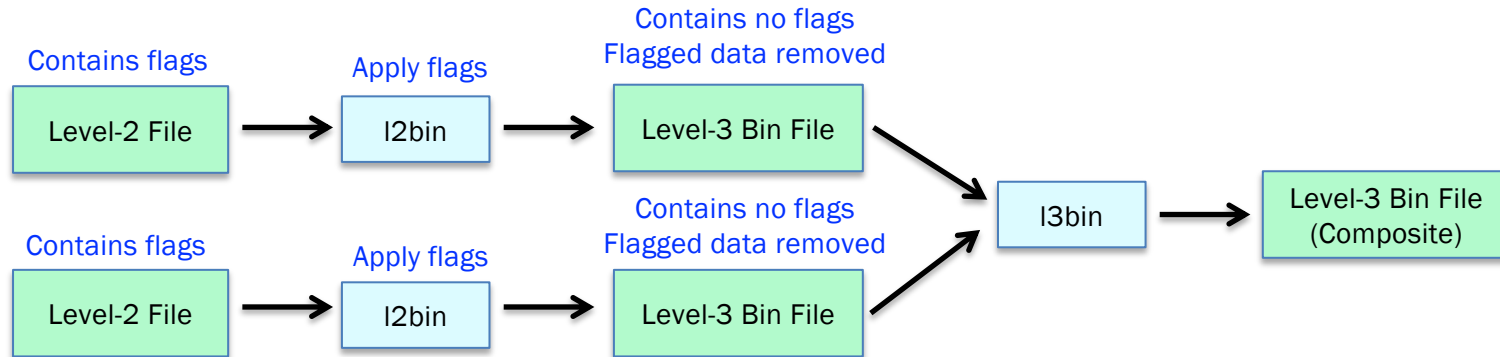 Contains no flags
Flagged data removed
Contains flags
Apply flags
Level-2 File
l2bin
Level-3 Bin File
Contains no flags
Flagged data removed
l3bin
Level-3 Bin File
(Composite)
Contains flags
Apply flags
Level-2 File
l2bin
Level-3 Bin File